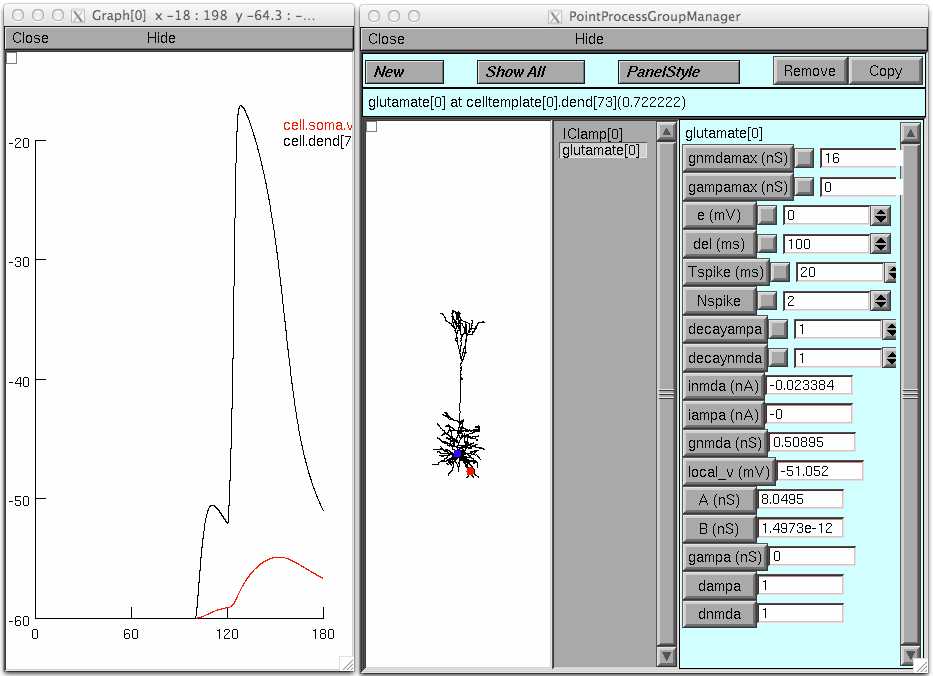 Graph[0] x -18 : 198 y -64.3 : -...
Close Hide
cell.soma.v
cell.dend[7
-20
-30
-40
-50
-60
0 60 120 180
PointProcessGroupManager
Close Hide
New Show All PanelStyle Remove Copy
glutamate[0] at celltemplate[0].dend[73](0.722222)
IClamp[0]
glutamate[0]
glutamate[0]
gnmdamax (nS) 16
gampamax (nS) 0
e (mV) 0
del (ms) 100
Tspike (ms) 20
Nspike 2
decayampa 1
decaynmda 1
inmda (nA) -0.023384
iampa (nA) -0
gnmda (nS) 0.50895
local_v (mV) -51.052
A (nS) 8.0495
B (nS) 1.4973e-12
gampa (nS) 0
dampa 1
dnmda 1